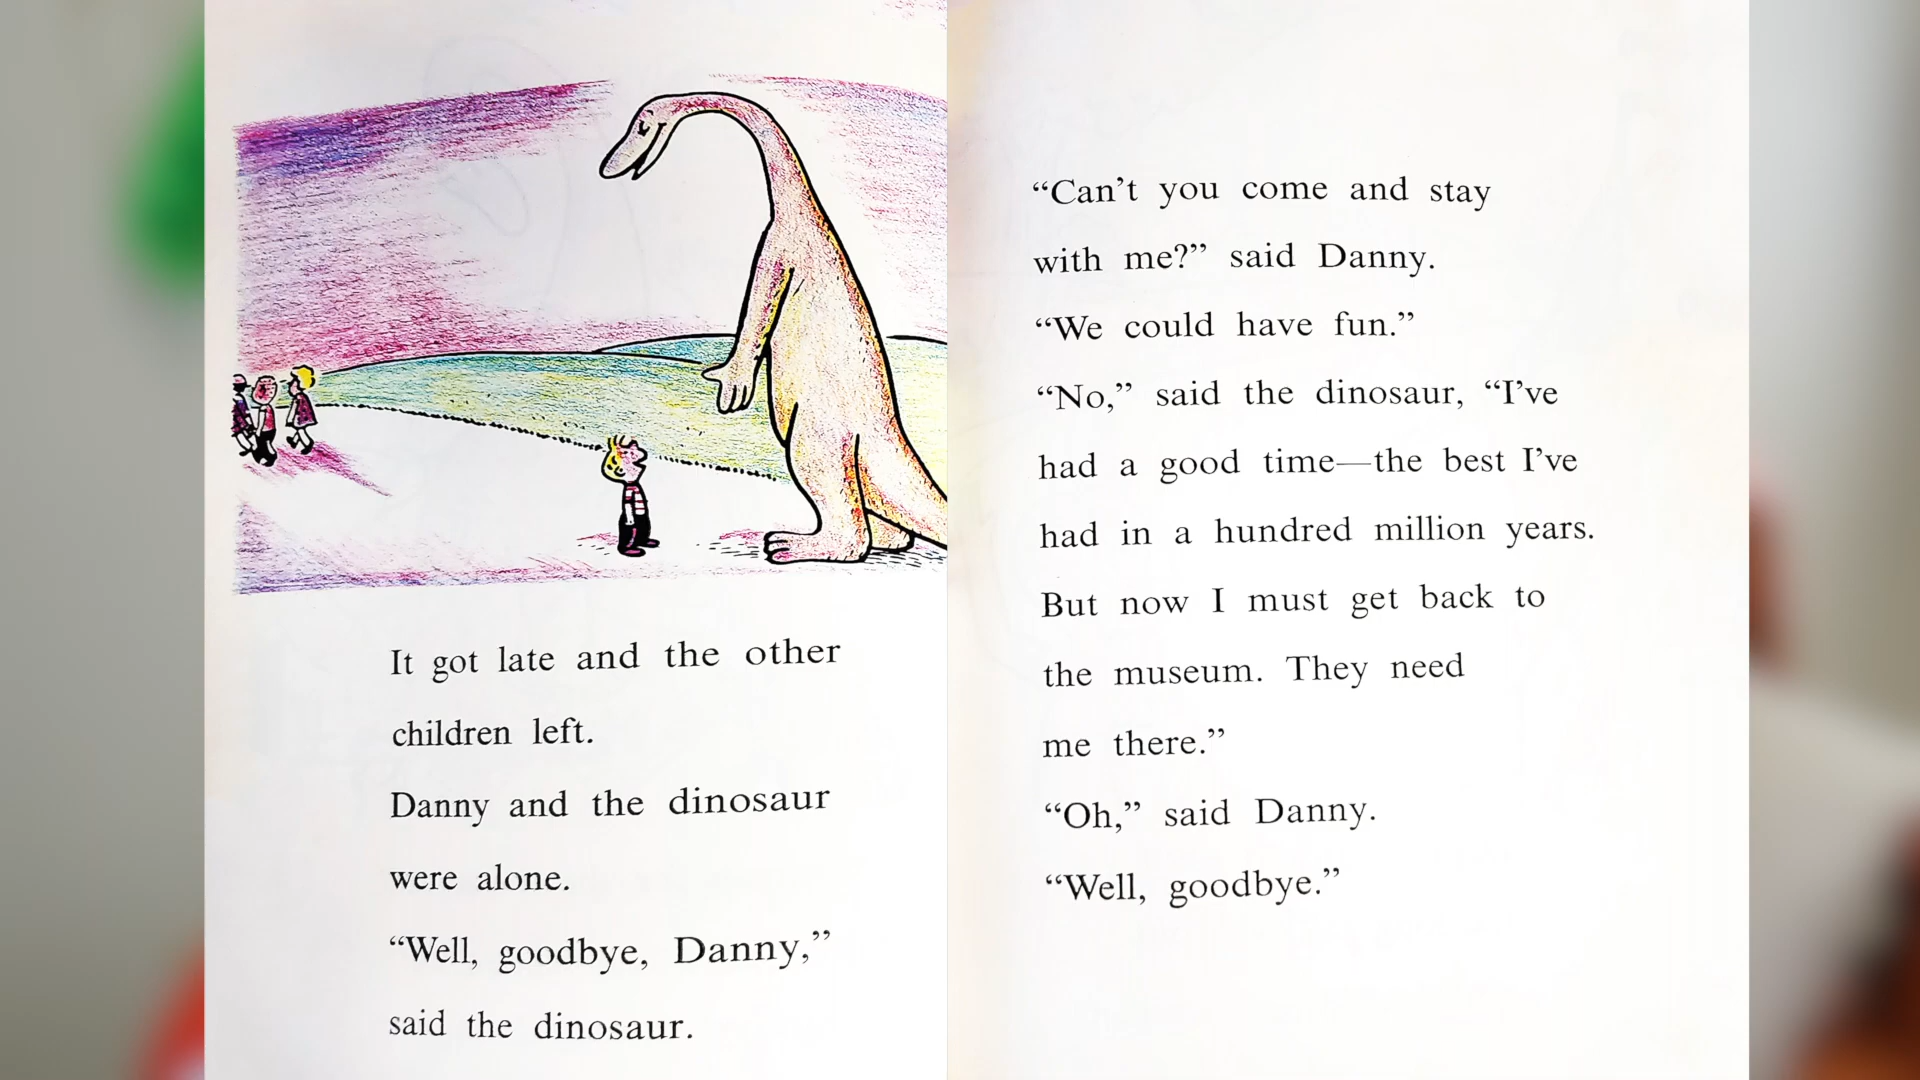 It got late and the other
children left.
Danny and the dinosaur
were alone.
“Well, goodbye, Danny,”
said the dinosaur.
“Can’t you come and stay
with me?” said Danny.
“We could have fun.”
“No,” said the dinosaur, “I’ve
had a good time—the best I’ve
had in a hundred million years.
But now I must get back to
the museum. They need
me there.”
“Oh,” said Danny.
“Well, goodbye.”